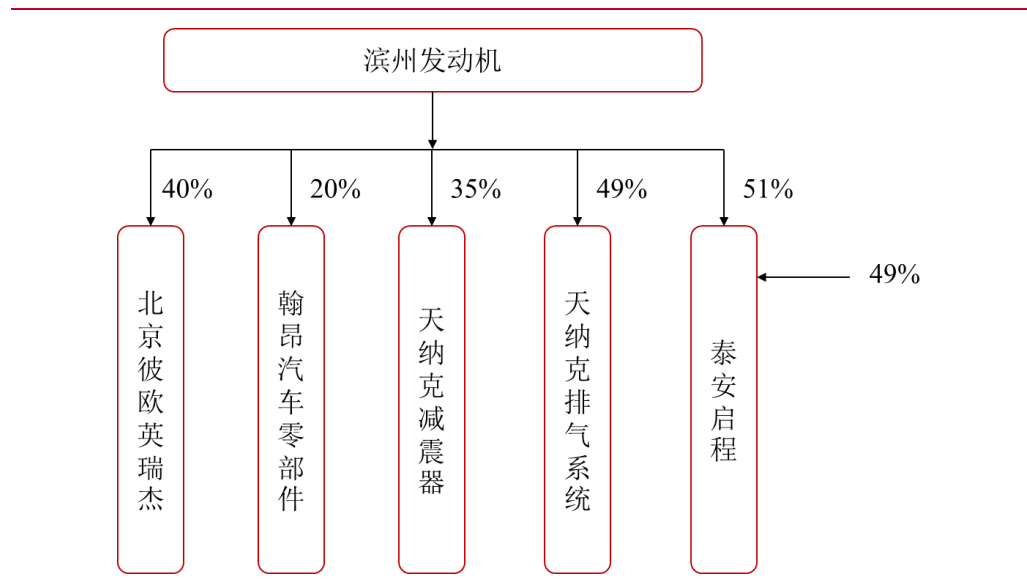 滨州发动机
40%
20%
35%
49%
51%
49%
北京彼欧英瑞杰
翰昂汽车零部件
天纳克减震器
天纳克排气系统
泰安启程